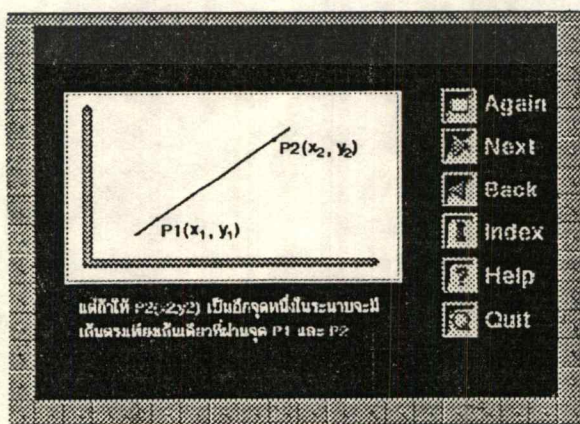 P2(x₂, y₂)
P1(x₁, y₁)
แต่ถ้าให้ P2(x2y2) เป็นอีกจุดหนึ่งในระนาบจะมี
เส้นตรงเพียงเส้นเดียวที่ผ่านจุด P1 และ P2
Again
Next
Back
Index
Help
Quit